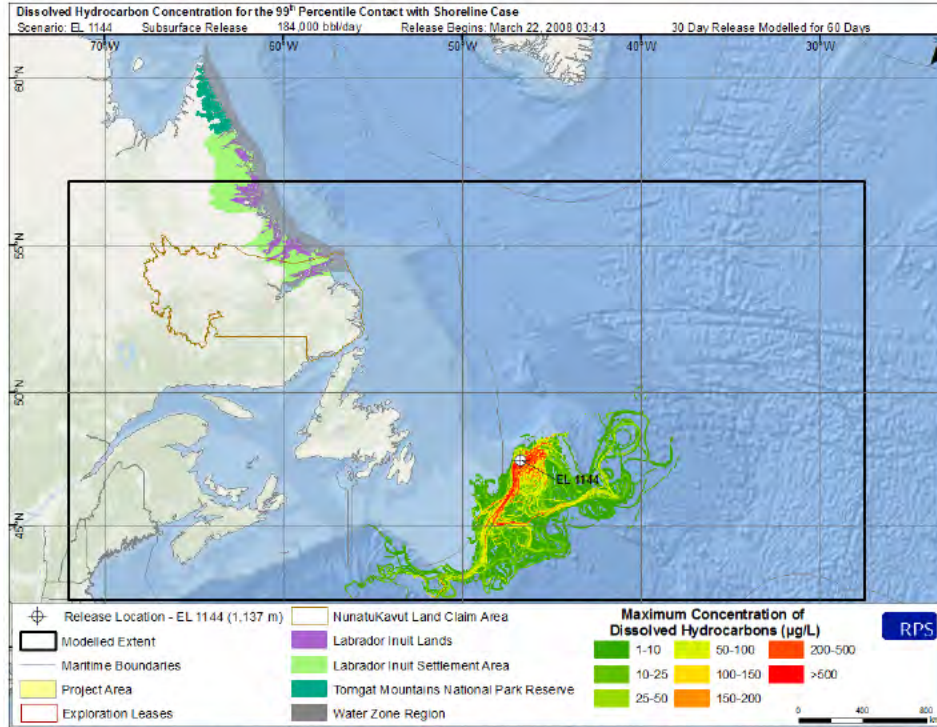 Dissolved Hydrocarbon Concentration for the 99th Percentile Contact with Shoreline Case
Scenario: EL 1144 Subsurface Release 184,000 bbl/day Release Begins: March 22, 2008 03:43 30 Day Release Modelled for 60 Days
70°W 60°W 50°W 40°W 30°W
60°N
55°N
50°N
45°N
60°N
55°N
50°N
45°N
EL 1144
Release Location - EL 1144 (1,137 m)
Modelled Extent
Maritime Boundaries
Project Area
Exploration Leases
NunatuKavut Land Claim Area
Labrador Inuit Lands
Labrador Inuit Settlement Area
Torngat Mountains National Park Reserve
Water Zone Region
Maximum Concentration of
Dissolved Hydrocarbons (µg/L)
1-10 50-100 200-500
10-25 100-150 >500
25-50 150-200
RPS
0 400 800